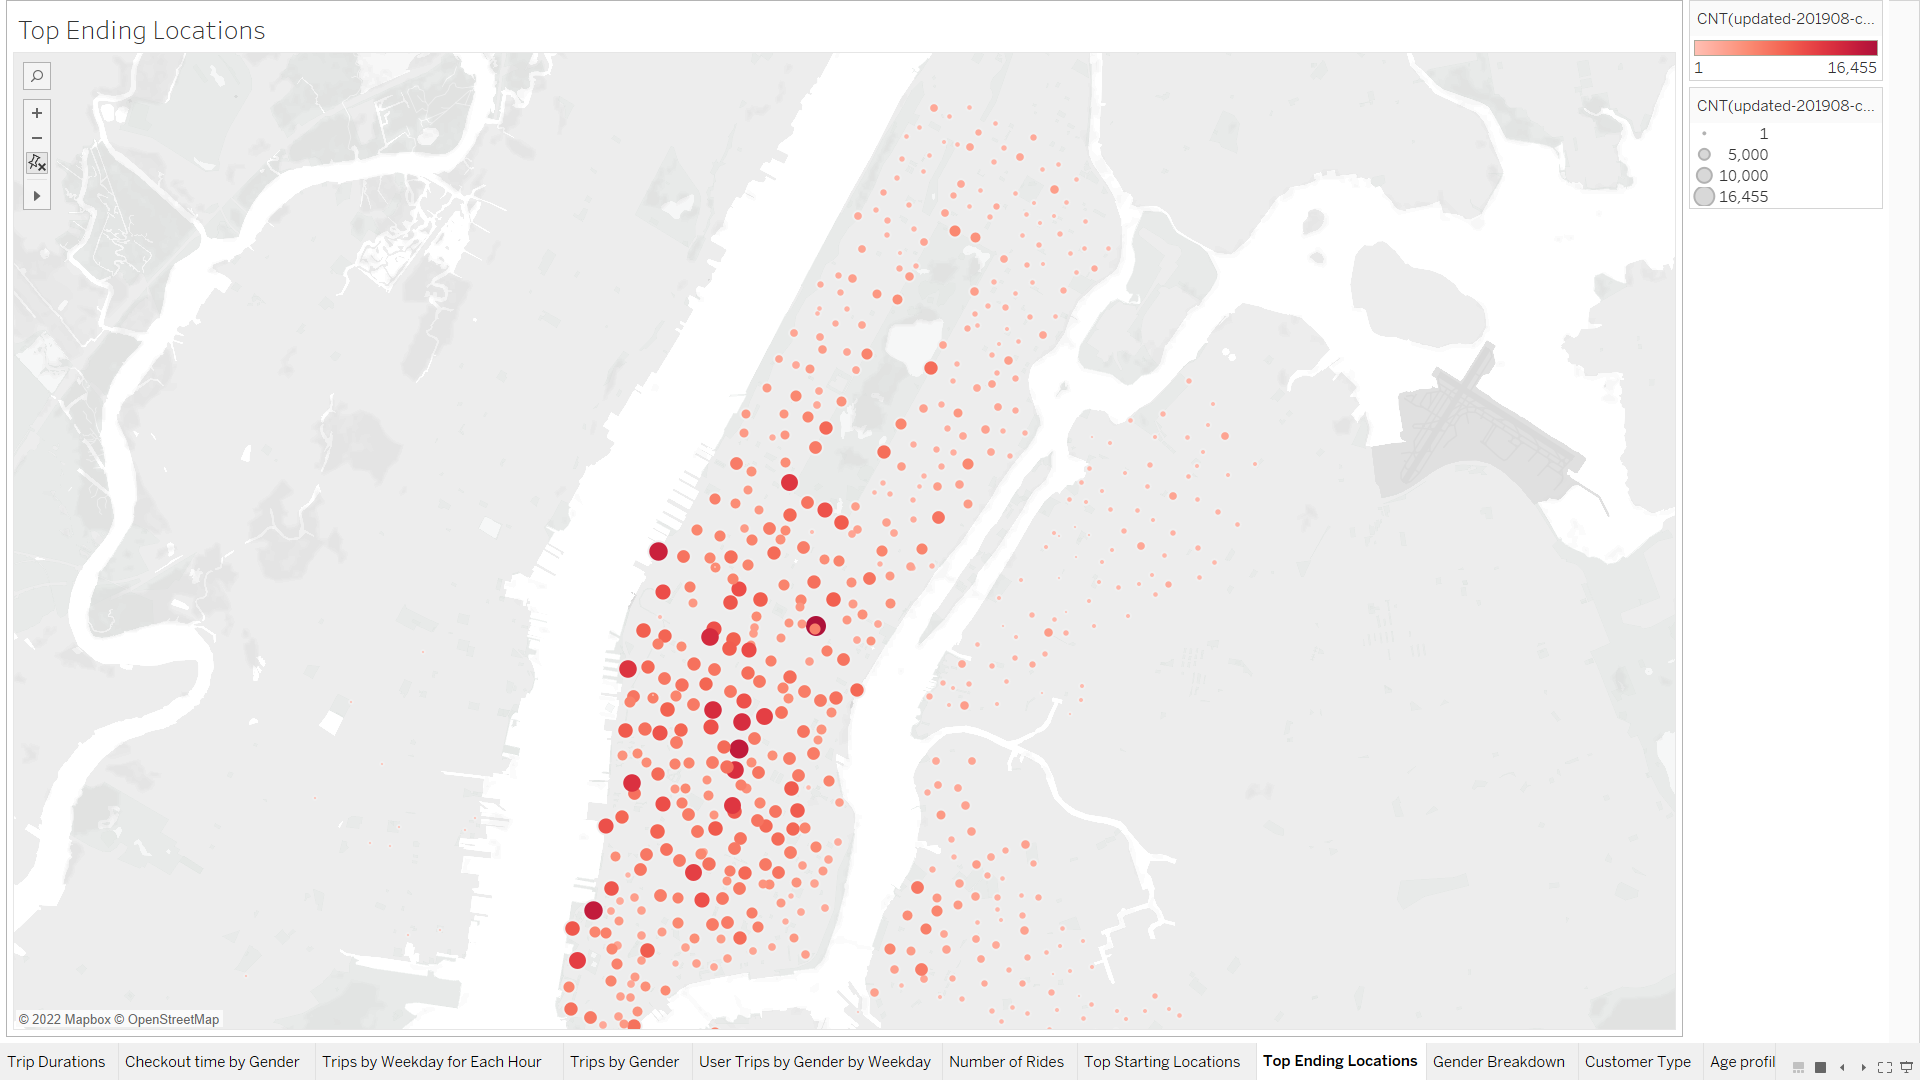 Top Ending Locations
CNT(updated-201908-c...
1 16,455
CNT(updated-201908-c...
1
5,000
10,000
16,455
© 2022 Mapbox © OpenStreetMap
Trip Durations
Checkout time by Gender
Trips by Weekday for Each Hour
Trips by Gender
User Trips by Gender by Weekday
Number of Rides
Top Starting Locations
Top Ending Locations
Gender Breakdown
Customer Type
Age profil